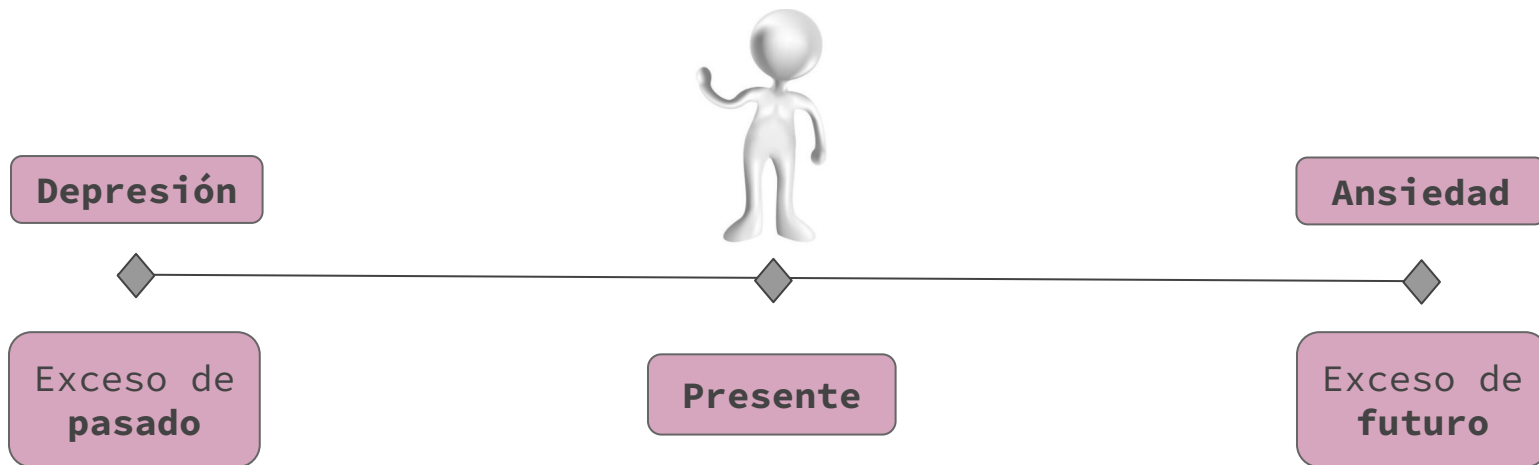 Depresión
Ansiedad
Exceso de
pasado
Presente
Exceso de
futuro